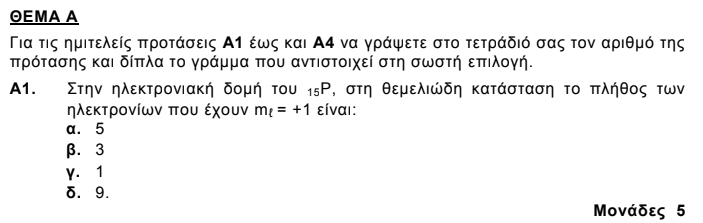 ΘΕΜΑ Α
Για τις ημιτελείς προτάσεις Α1 έως και Α4 να γράψετε στο τετράδιό σας τον αριθμό της
πρότασης και δίπλα το γράμμα που αντιστοιχεί στη σωστή επιλογή.
Α1. Στην ηλεκτρονιακή δομή του ₁₅P, στη θεμελιώδη κατάσταση το πλήθος των
ηλεκτρονίων που έχουν mℓ = +1 είναι:
α. 5
β. 3
γ. 1
δ. 9.
Μονάδες 5